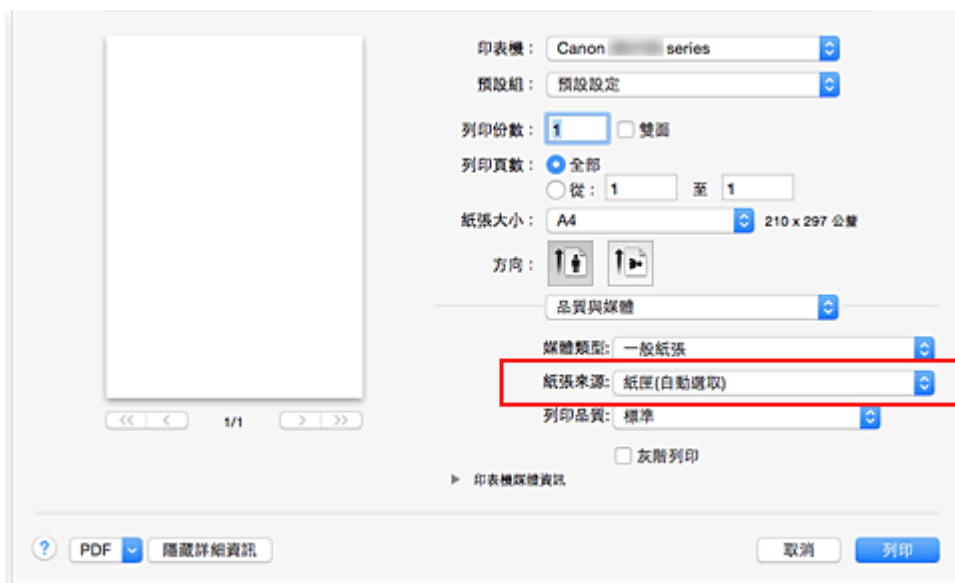 印表機： Canon series
預設組： 預設設定
列印份數： 1 雙面
列印頁數： 全部
從： 1 至 1
紙張大小： A4 210 x 297 公釐
方向：
品質與媒體
媒體類型: 一般紙張
紙張來源: 紙匣(自動選取)
列印品質: 標準
灰階列印
印表機媒體資訊
<< < 1/1 > >>
? PDF 隱藏詳細資訊 取消 列印